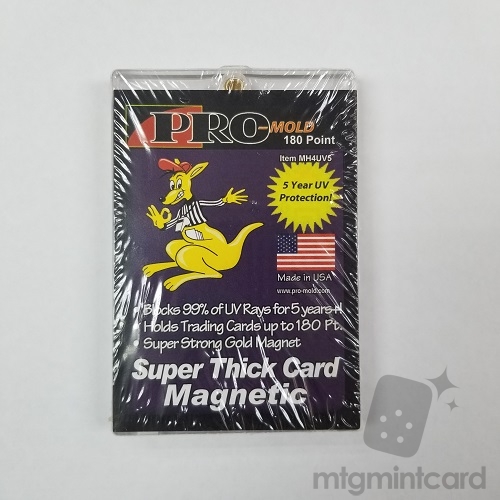 PRO-MOLD
180 Point
Item MH4UV5
5 Year UV
Protection!
Made in USA
www.pro-mold.com
Blocks 99% of UV Rays for 5 years!!
Holds Trading Cards up to 180 Pt.
Super Strong Gold Magnet
Super Thick Card
Magnetic
mtgmintcard